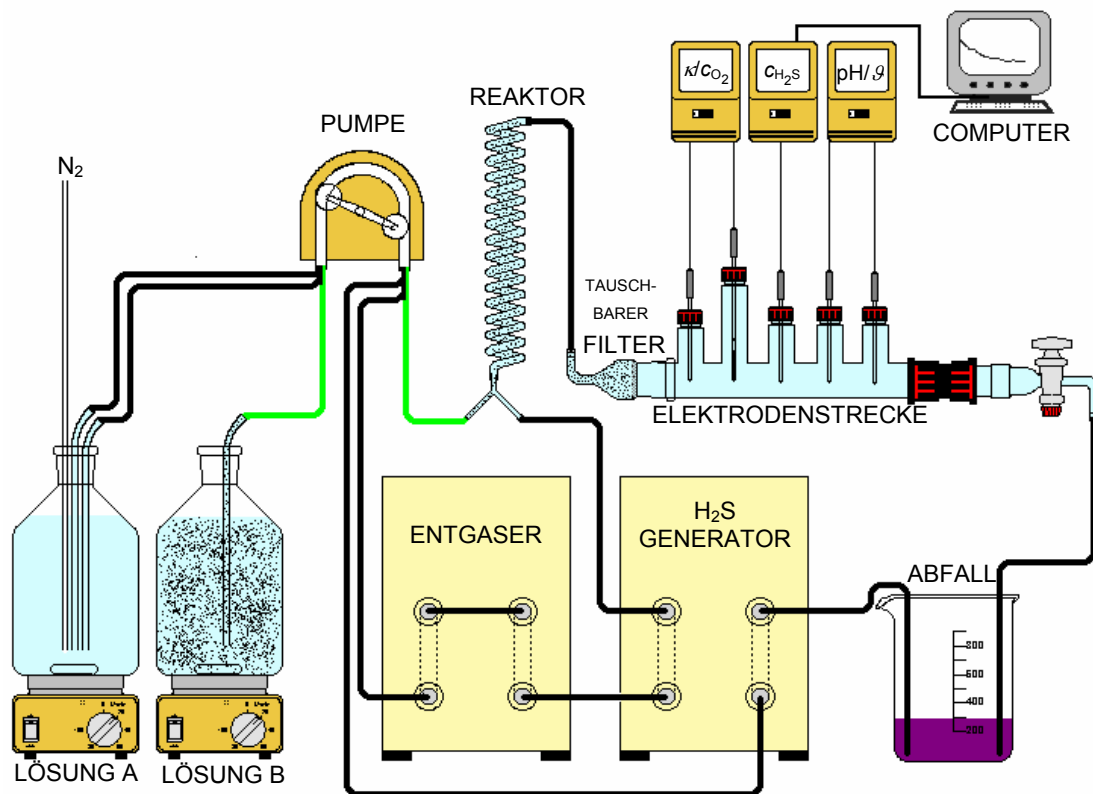 κ/cO₂
cH₂S
pH/ϑ
REAKTOR
COMPUTER
PUMPE
N₂
TAUSCH-
BARER
FILTER
ELEKTRODENSTRECKE
ENTGASER
H₂S
GENERATOR
ABFALL
800
600
400
200
LÖSUNG A
LÖSUNG B